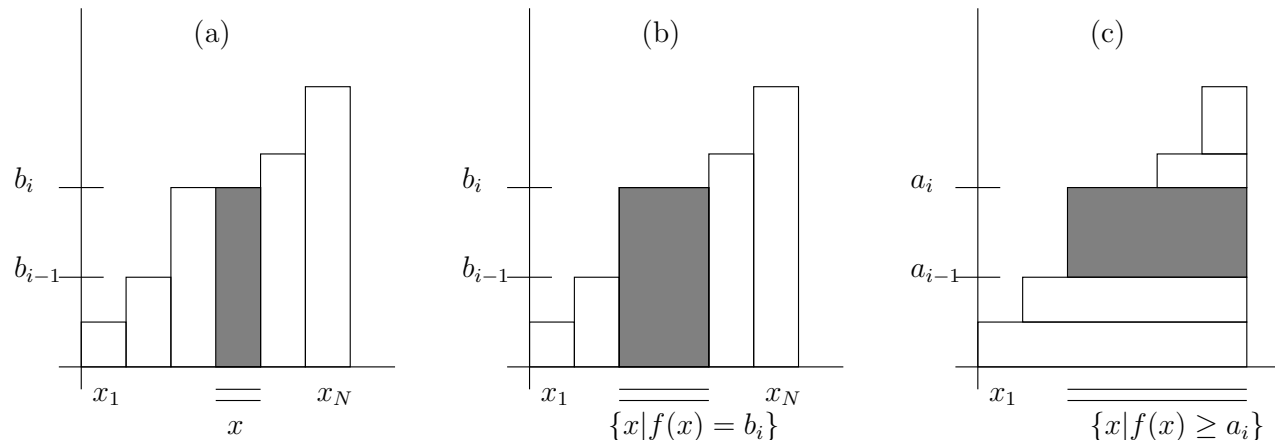 (a) (b) (c)
b_i b_i a_i
b_{i−1} b_{i−1} a_{i−1}
x_1 x_N x_1 x_N x_1
x {x|f(x) = b_i} {x|f(x) ≥ a_i}